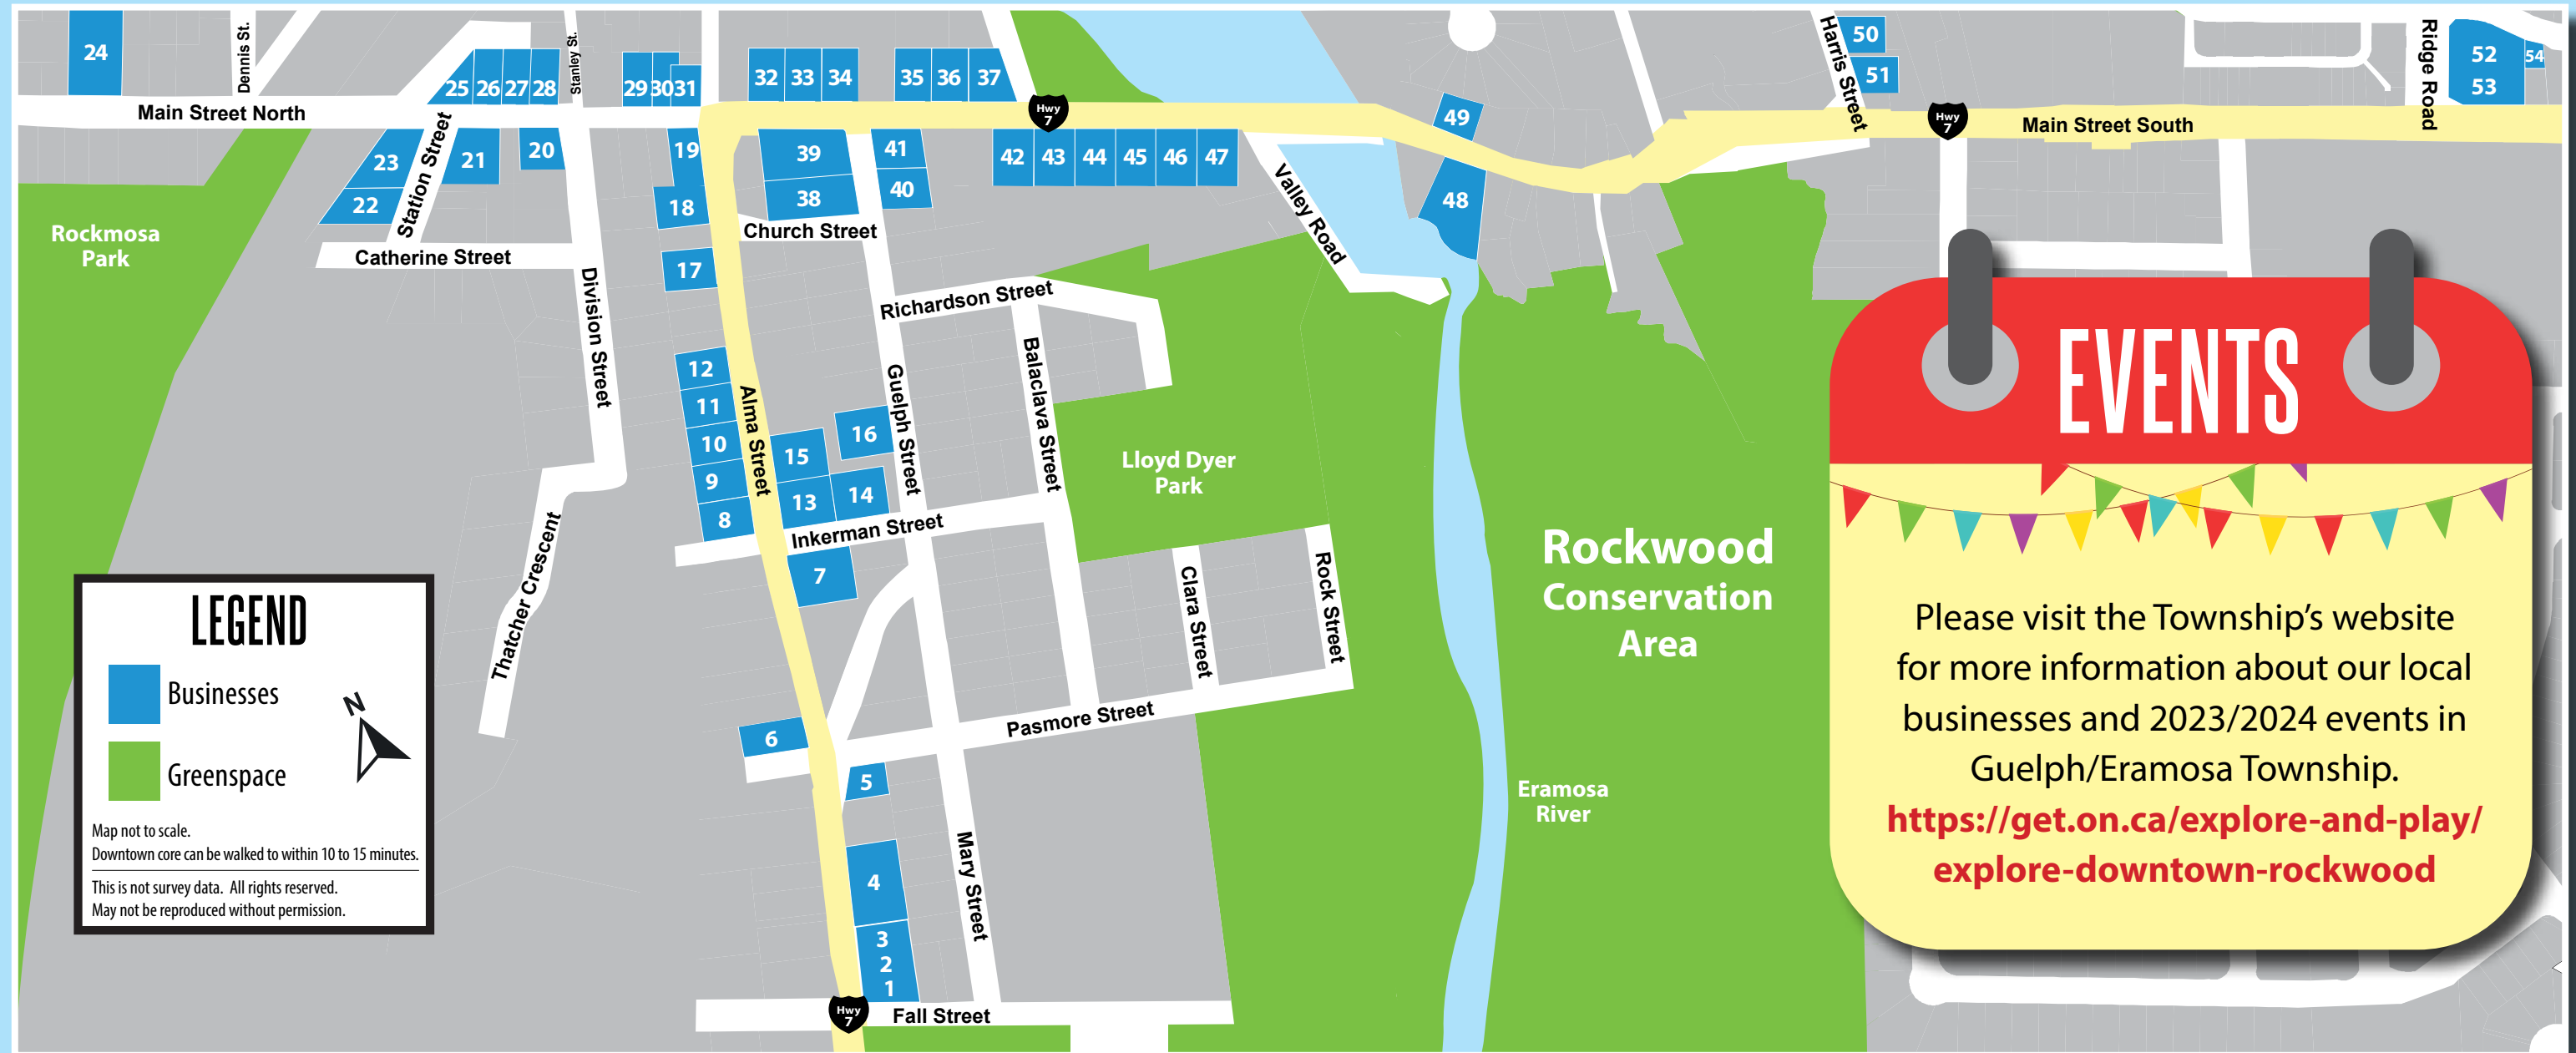 24
Dennis St.
25 26 27 28
Stanley St.
29 30 31
32 33 34
35 36 37
Hwy
7
49
Harris Street
50
51
Hwy
7
Main Street South
Ridge Road
52
53
54
Main Street North
23
22
Station Street
21
20
19
18
17
39
38
41
40
42 43 44 45 46 47
Valley Road
48
Church Street
Catherine Street
Rockmosa
Park
Division Street
Richardson Street
Balaclava Street
Guelph Street
Alma Street
12
11
10
9
8
15
16
13
14
Inkerman Street
7
Lloyd Dyer
Park
Thatcher Crescent
Clara Street
Rock Street
Pasmore Street
6
5
4
3
2
1
Mary Street
Hwy
7
Fall Street
Rockwood
Conservation
Area
Eramosa
River
LEGEND
Businesses
Greenspace
N
Map not to scale.
Downtown core can be walked to within 10 to 15 minutes.
This is not survey data. All rights reserved.
May not be reproduced without permission.
EVENTS
Please visit the Township’s website
for more information about our local
businesses and 2023/2024 events in
Guelph/Eramosa Township.
https://get.on.ca/explore-and-play/
explore-downtown-rockwood